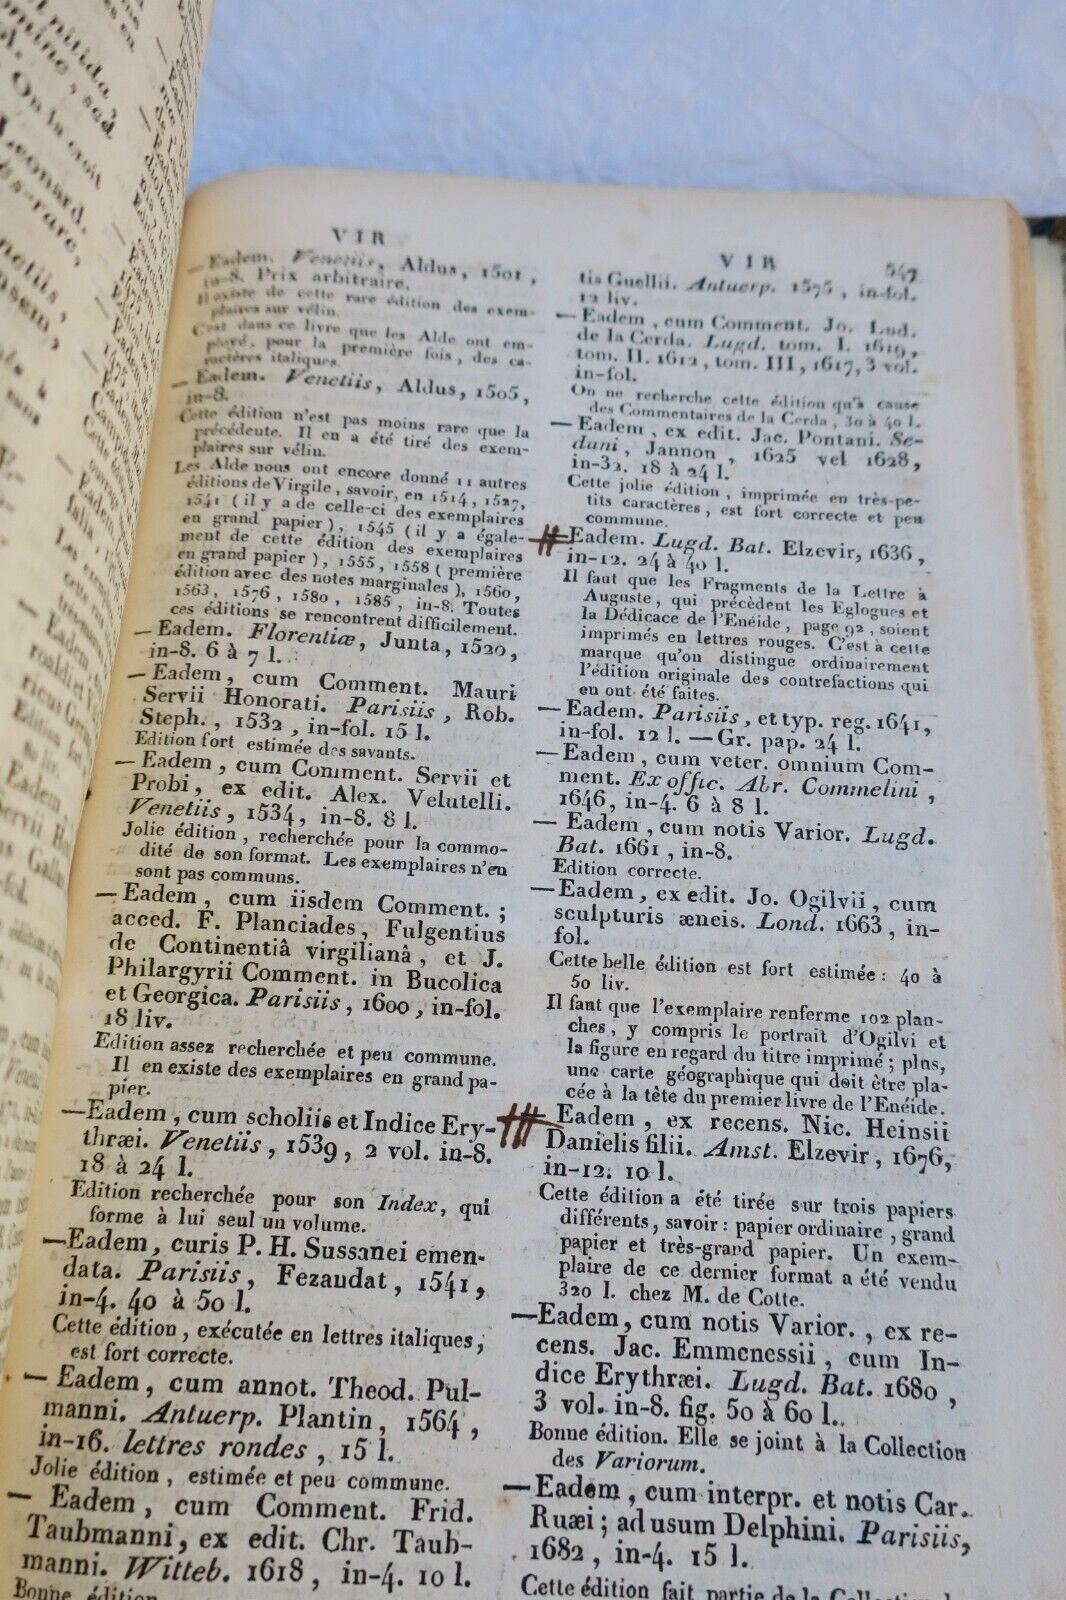 nitida
omine, sed
On la croit
Leonard.
ès-rare,
VIR
— Eadem. Venetiis, Aldus, 1501,
in-8. Prix arbitraire.
Il existe de cette rare édition des exem-
plaires sur vélin.
C'est dans ce livre que les Alde ont em-
ployé, pour la première fois, des ca-
ractères italiques.
— Eadem. Venetiis, Aldus, 1505,
in-8.
Cette édition n'est pas moins rare que la
précédente. Il en a été tiré des exem-
plaires sur vélin.
Les Alde nous ont encore donné 11 autres
éditions de Virgile, savoir, en 1514, 1527,
1541 (il y a de celle-ci des exemplaires
en grand papier), 1545 (il y a égale-
ment de cette édition des exemplaires
en grand papier), 1555, 1558 (première
édition avec des notes marginales), 1560,
1563, 1576, 1580, 1585, in-8. Toutes
ces éditions se rencontrent difficilement.
— Eadem. Florentiæ, Junta, 1520,
in-8. 6 à 7 l.
— Eadem, cum Comment. Mauri
Servii Honorati. Parisiis, Rob.
Steph., 1532, in-fol. 15 l.
Edition fort estimée des savants.
— Eadem, cum Comment. Servii et
Probi, ex edit. Alex. Velutelli.
Venetiis, 1534, in-8. 8 l.
Jolie édition, recherchée pour la commo-
dité de son format. Les exemplaires n'en
sont pas communs.
— Eadem, cum iisdem Comment.;
acced. F. Planciades, Fulgentius
de Continentiâ virgilianâ, et J.
Philargyrii Comment. in Bucolica
et Georgica. Parisiis, 1600, in-fol.
18 liv.
Edition assez recherchée et peu commune.
Il en existe des exemplaires en grand pa-
pier.
— Eadem, cum scholiis et Indice Ery-
thræi. Venetiis, 1539, 2 vol. in-8.
18 à 24 l.
Edition recherchée pour son Index, qui
forme à lui seul un volume.
— Eadem, curis P. H. Sussanei emen-
data. Parisiis, Fezandat, 1541,
in-4. 40 à 50 l.
Cette édition, exécutée en lettres italiques,
est fort correcte.
— Eadem, cum annot. Theod. Pul-
manni. Antuerp. Plantin, 1564,
in-16. lettres rondes, 15 l.
Jolie édition, estimée et peu commune.
— Eadem, cum Comment. Frid.
Taubmanni, ex edit. Chr. Taub-
manni. Witteb. 1618, in-4. 10 l.
Bonne édition.
VIR 547
tis Guellii. Antuerp. 1575, in-fol.
12 liv.
— Eadem, cum Comment. Jo. Lud.
de la Cerda. Lugd. tom. I. 1619,
tom. II. 1612, tom. III, 1617, 3 vol.
in-fol.
On ne recherche cette édition qu'à cause
des Commentaires de la Cerda, 30 à 40 l.
— Eadem, ex edit. Jac. Pontani. Se-
dani, Jannon, 1625 vel 1628,
in-32. 18 à 24 l.
Cette jolie édition, imprimée en très-pe-
tits caractères, est fort correcte et peu
commune.
— Eadem. Lugd. Bat. Elzevir, 1636,
in-12. 24 à 40 l.
Il faut que les Fragments de la Lettre à
Auguste, qui précèdent les Eglogues et
la Dédicace de l'Enéide, page 92, soient
imprimés en lettres rouges. C'est à cette
marque qu'on distingue ordinairement
l'édition originale des contrefactions qui
en ont été faites.
— Eadem. Parisiis, et typ. reg. 1641,
in-fol. 12 l. — Gr. pap. 24 l.
— Eadem, cum veter. omnium Com-
ment. Ex offic. Abr. Commelini,
1646, in-4. 6 à 8 l.
— Eadem, cum notis Varior. Lugd.
Bat. 1661, in-8.
Edition correcte.
— Eadem, ex edit. Jo. Ogilvii, cum
sculpturis æneis. Lond. 1663, in-
fol.
Cette belle édition est fort estimée: 40 à
50 liv.
Il faut que l'exemplaire renferme 102 plan-
ches, y compris le portrait d'Ogilvi et
la figure en regard du titre imprimé; plus,
une carte géographique qui doit être pla-
cée à la tête du premier livre de l'Enéide.
Eadem, ex recens. Nic. Heinsii
Danielis filii. Amst. Elzevir, 1676,
in-12. 10 l.
Cette édition a été tirée sur trois papiers
différents, savoir: papier ordinaire, grand
papier et très-grand papier. Un exem-
plaire de ce dernier format a été vendu
320 l. chez M. de Cotte.
— Eadem, cum notis Varior., ex re-
cens. Jac. Emmenessii, cum In-
dice Erythræi. Lugd. Bat. 1680,
3 vol. in-8. fig. 50 à 60 l.
Bonne édition. Elle se joint à la Collection
des Variorum.
— Eadem, cum interpr. et notis Car.
Ruæi; ad usum Delphini. Parisiis,
1682, in-4. 15 l.
Cette édition fait partie de la Collection